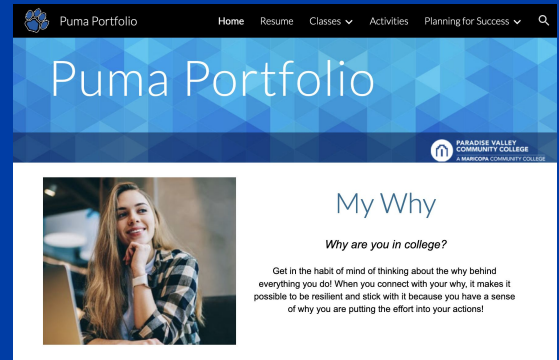 Puma Portfolio
Home Resume Classes Activities Planning for Success
Puma Portfolio
PARADISE VALLEY
COMMUNITY COLLEGE
A MARICOPA COMMUNITY COLLEGE
My Why
Why are you in college?
Get in the habit of mind of thinking about the why behind
everything you do! When you connect with your why, it makes it
possible to be resilient and stick with it because you have a sense
of why you are putting the effort into your actions!